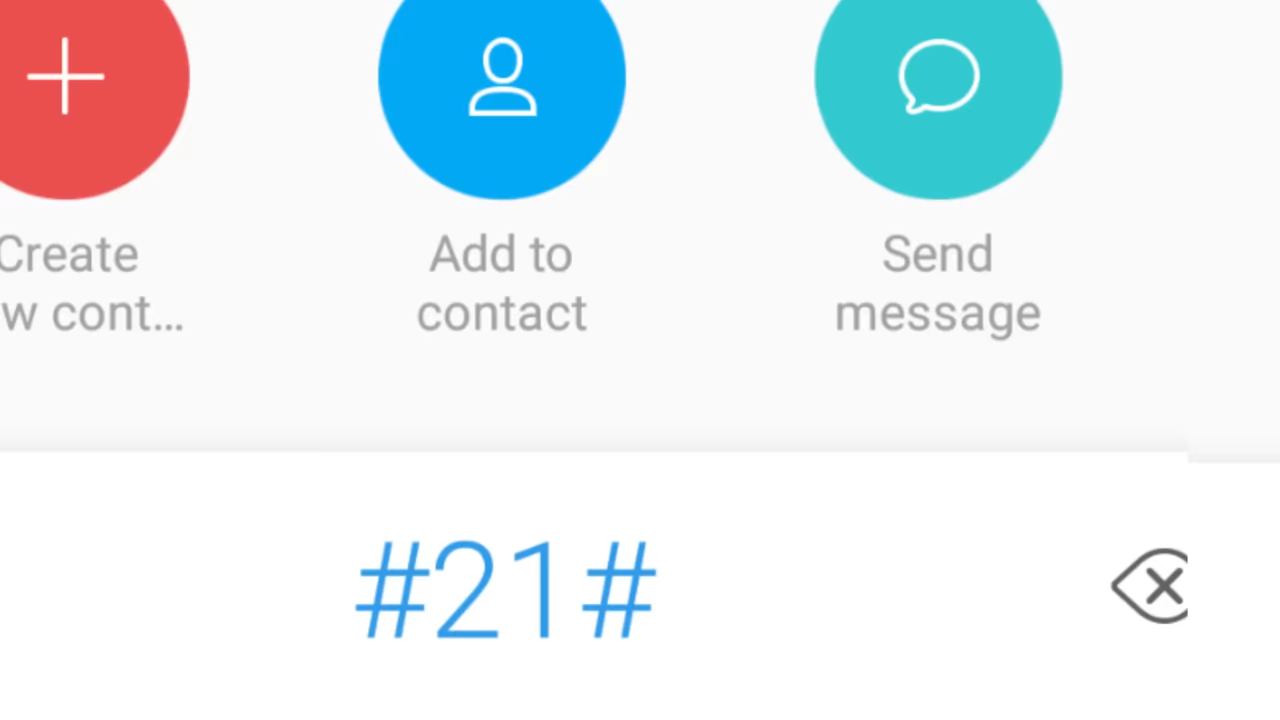 Create
w cont...
Add to
contact
Send
message
#21#